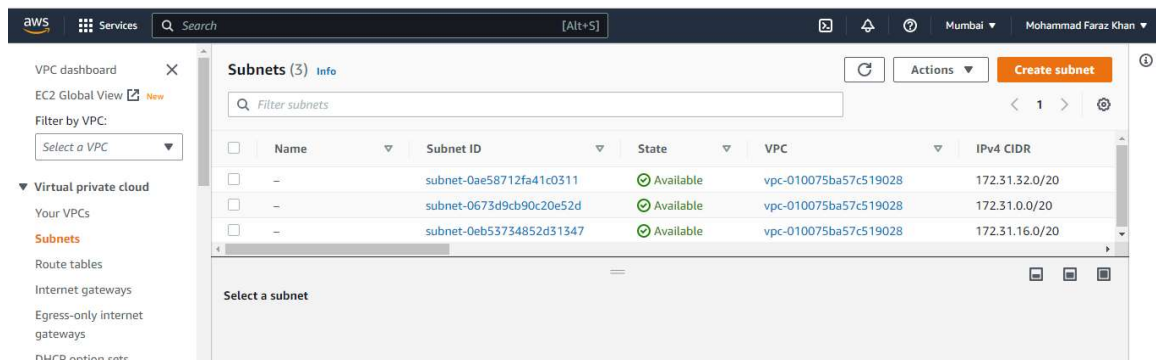 aws Services Search [Alt+S] Mumbai Mohammad Faraz Khan
VPC dashboard
EC2 Global View New
Filter by VPC:
Select a VPC
Virtual private cloud
Your VPCs
Subnets
Route tables
Internet gateways
Egress-only internet
gateways
DHCP option sets
Subnets (3) Info
Actions Create subnet
Filter subnets
1
Name Subnet ID State VPC IPv4 CIDR
– subnet-0ae58712fa41c0311 Available vpc-010075ba57c519028 172.31.32.0/20
– subnet-0673d9cb90c20e52d Available vpc-010075ba57c519028 172.31.0.0/20
– subnet-0eb53734852d31347 Available vpc-010075ba57c519028 172.31.16.0/20
Select a subnet